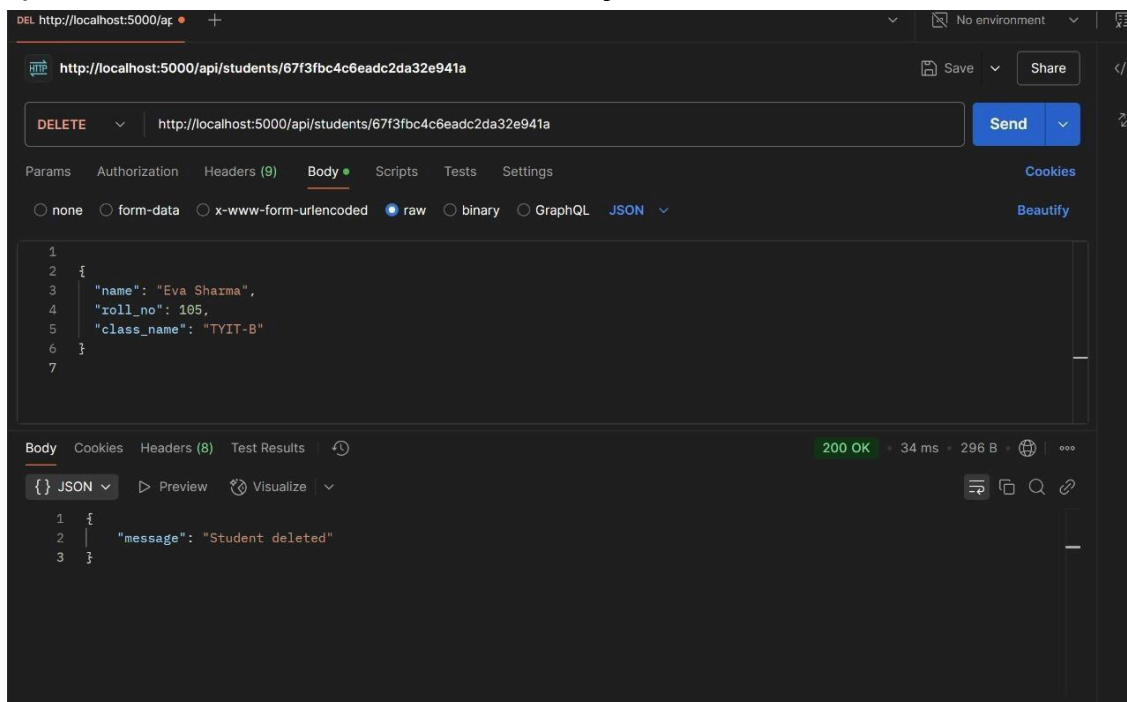 DEL http://localhost:5000/ap
No environment
HTTP http://localhost:5000/api/students/67f3fbc4c6eadc2da32e941a
Save Share
DELETE http://localhost:5000/api/students/67f3fbc4c6eadc2da32e941a Send
Params Authorization Headers (9) Body Scripts Tests Settings Cookies
none form-data x-www-form-urlencoded raw binary GraphQL JSON Beautify
1
2 {
3 "name": "Eva Sharma",
4 "roll_no": 105,
5 "class_name": "TYIT-B"
6 }
7
Body Cookies Headers (8) Test Results 200 OK 34 ms 296 B
{} JSON Preview Visualize
1 {
2 "message": "Student deleted"
3 }